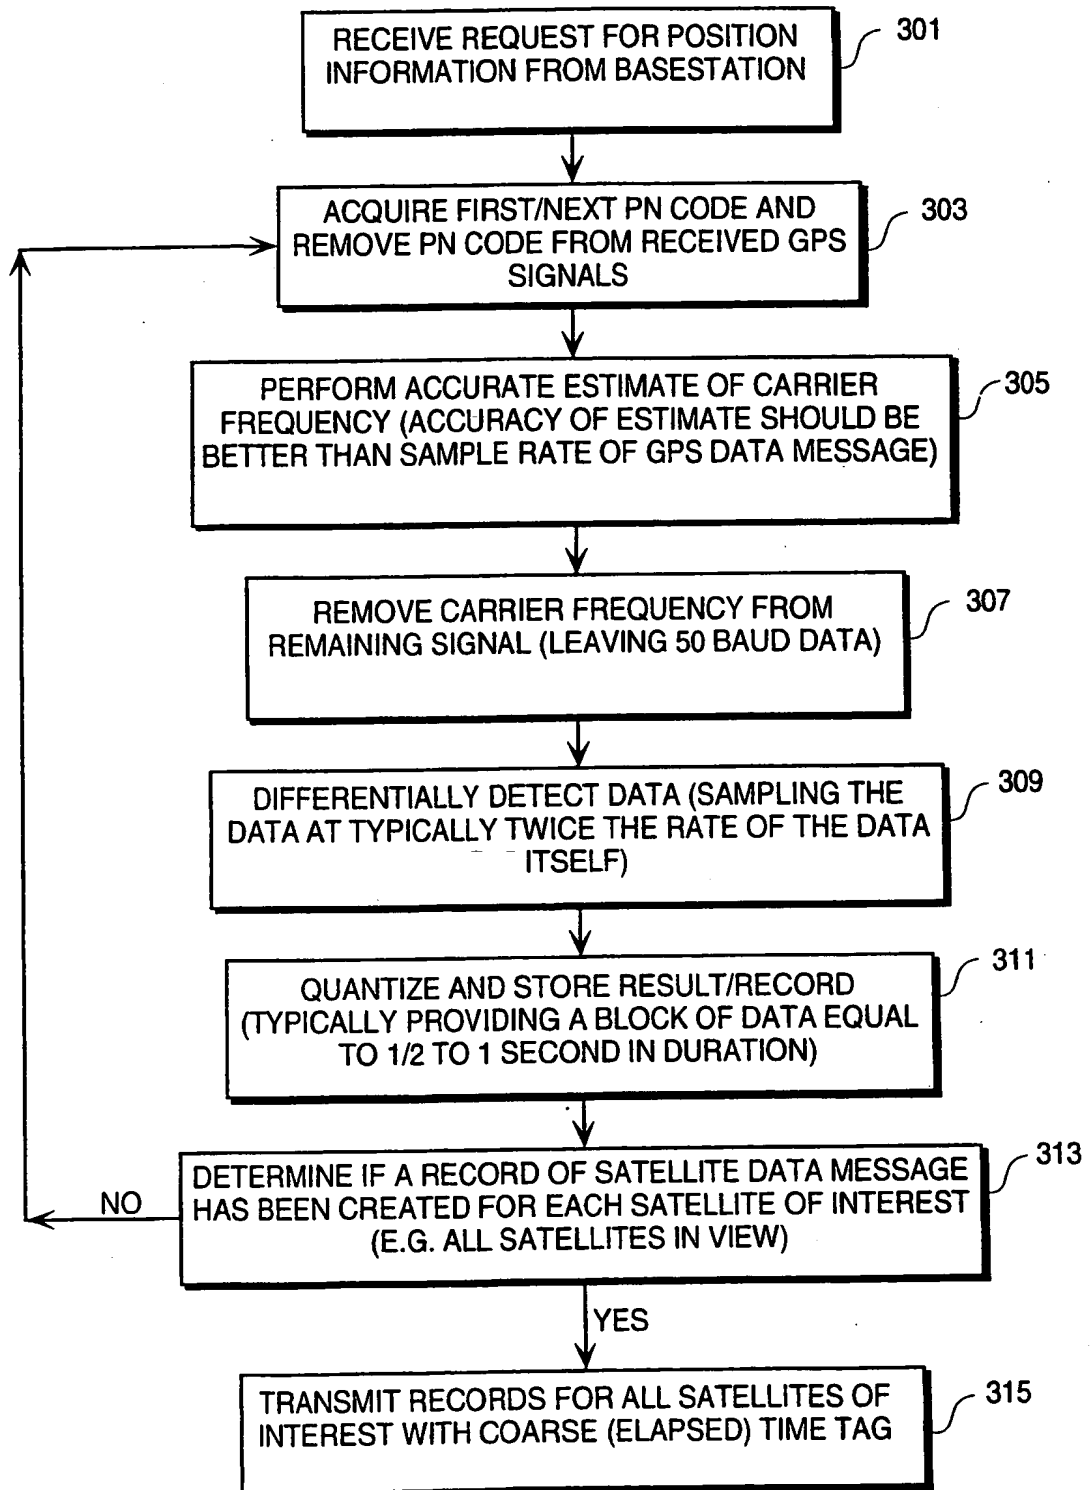 RECEIVE REQUEST FOR POSITION
INFORMATION FROM BASESTATION
301
ACQUIRE FIRST/NEXT PN CODE AND
REMOVE PN CODE FROM RECEIVED GPS
SIGNALS
303
PERFORM ACCURATE ESTIMATE OF CARRIER
FREQUENCY (ACCURACY OF ESTIMATE SHOULD BE
BETTER THAN SAMPLE RATE OF GPS DATA MESSAGE)
305
REMOVE CARRIER FREQUENCY FROM
REMAINING SIGNAL (LEAVING 50 BAUD DATA)
307
DIFFERENTIALLY DETECT DATA (SAMPLING THE
DATA AT TYPICALLY TWICE THE RATE OF THE DATA
ITSELF)
309
QUANTIZE AND STORE RESULT/RECORD
(TYPICALLY PROVIDING A BLOCK OF DATA EQUAL
TO 1/2 TO 1 SECOND IN DURATION)
311
DETERMINE IF A RECORD OF SATELLITE DATA MESSAGE
HAS BEEN CREATED FOR EACH SATELLITE OF INTEREST
(E.G. ALL SATELLITES IN VIEW)
313
NO
YES
TRANSMIT RECORDS FOR ALL SATELLITES OF
INTEREST WITH COARSE (ELAPSED) TIME TAG
315